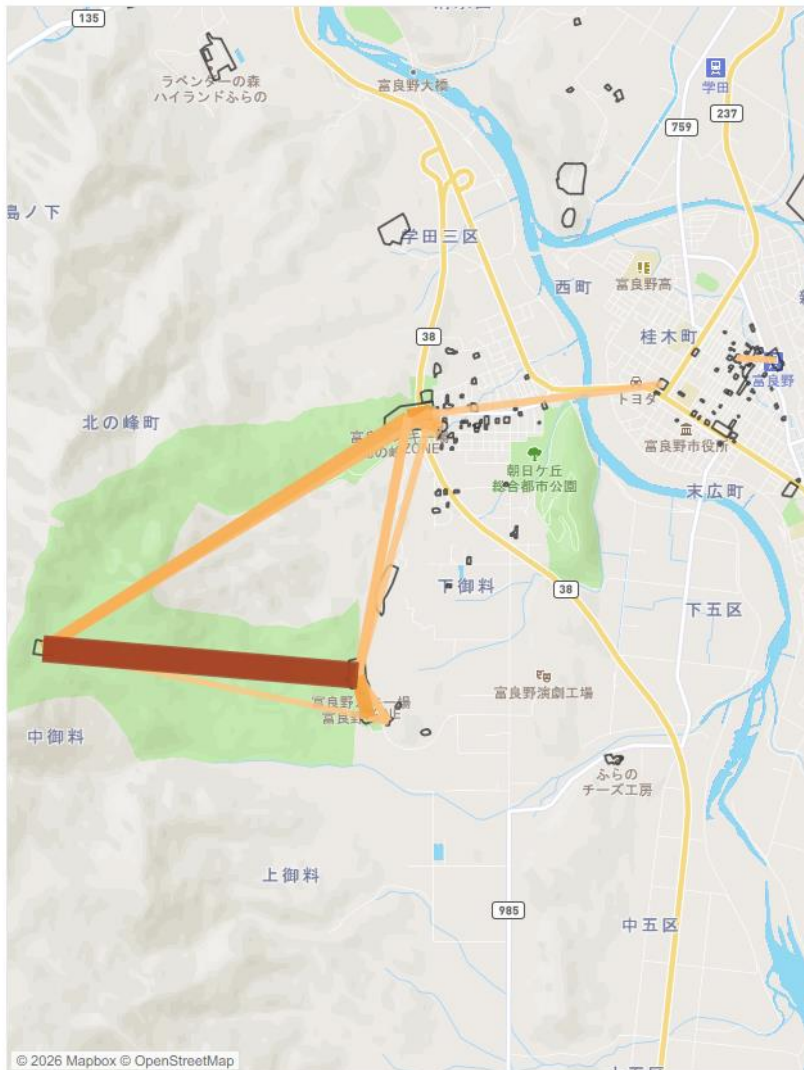 135
清水山
ラベンダーの森
ハイランドふらの
富良野大橋
学田
237
759
島ノ下
学田三区
西町
富良野高
桂木町
38
富良野
トヨタ
北の峰町
ZONE
富良野市役所
朝日ケ丘
総合都市公園
末広町
下御料
38
下五区
富良野演劇工場
中御料
ふらの
チーズ工房
上御料
985
中五区
© 2026 Mapbox © OpenStreetMap